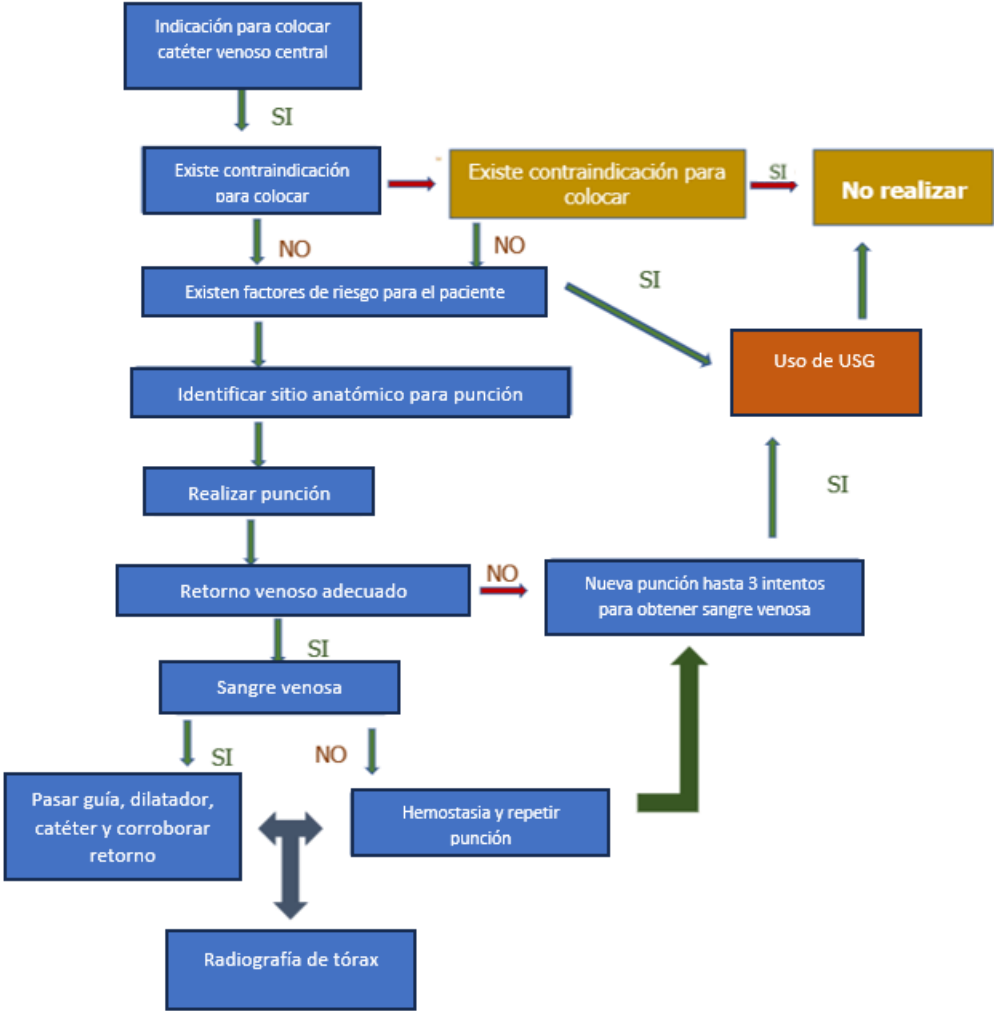 Indicación para colocar
catéter venoso central
SI
Existe contraindicación
para colocar
Existe contraindicación para
colocar
SI
No realizar
NO
NO
Existen factores de riesgo para el paciente
SI
Uso de USG
Identificar sitio anatómico para punción
Realizar punción
SI
Retorno venoso adecuado
NO
Nueva punción hasta 3 intentos
para obtener sangre venosa
SI
Sangre venosa
SI
NO
Pasar guía, dilatador,
catéter y corroborar
retorno
Hemostasia y repetir
punción
Radiografía de tórax